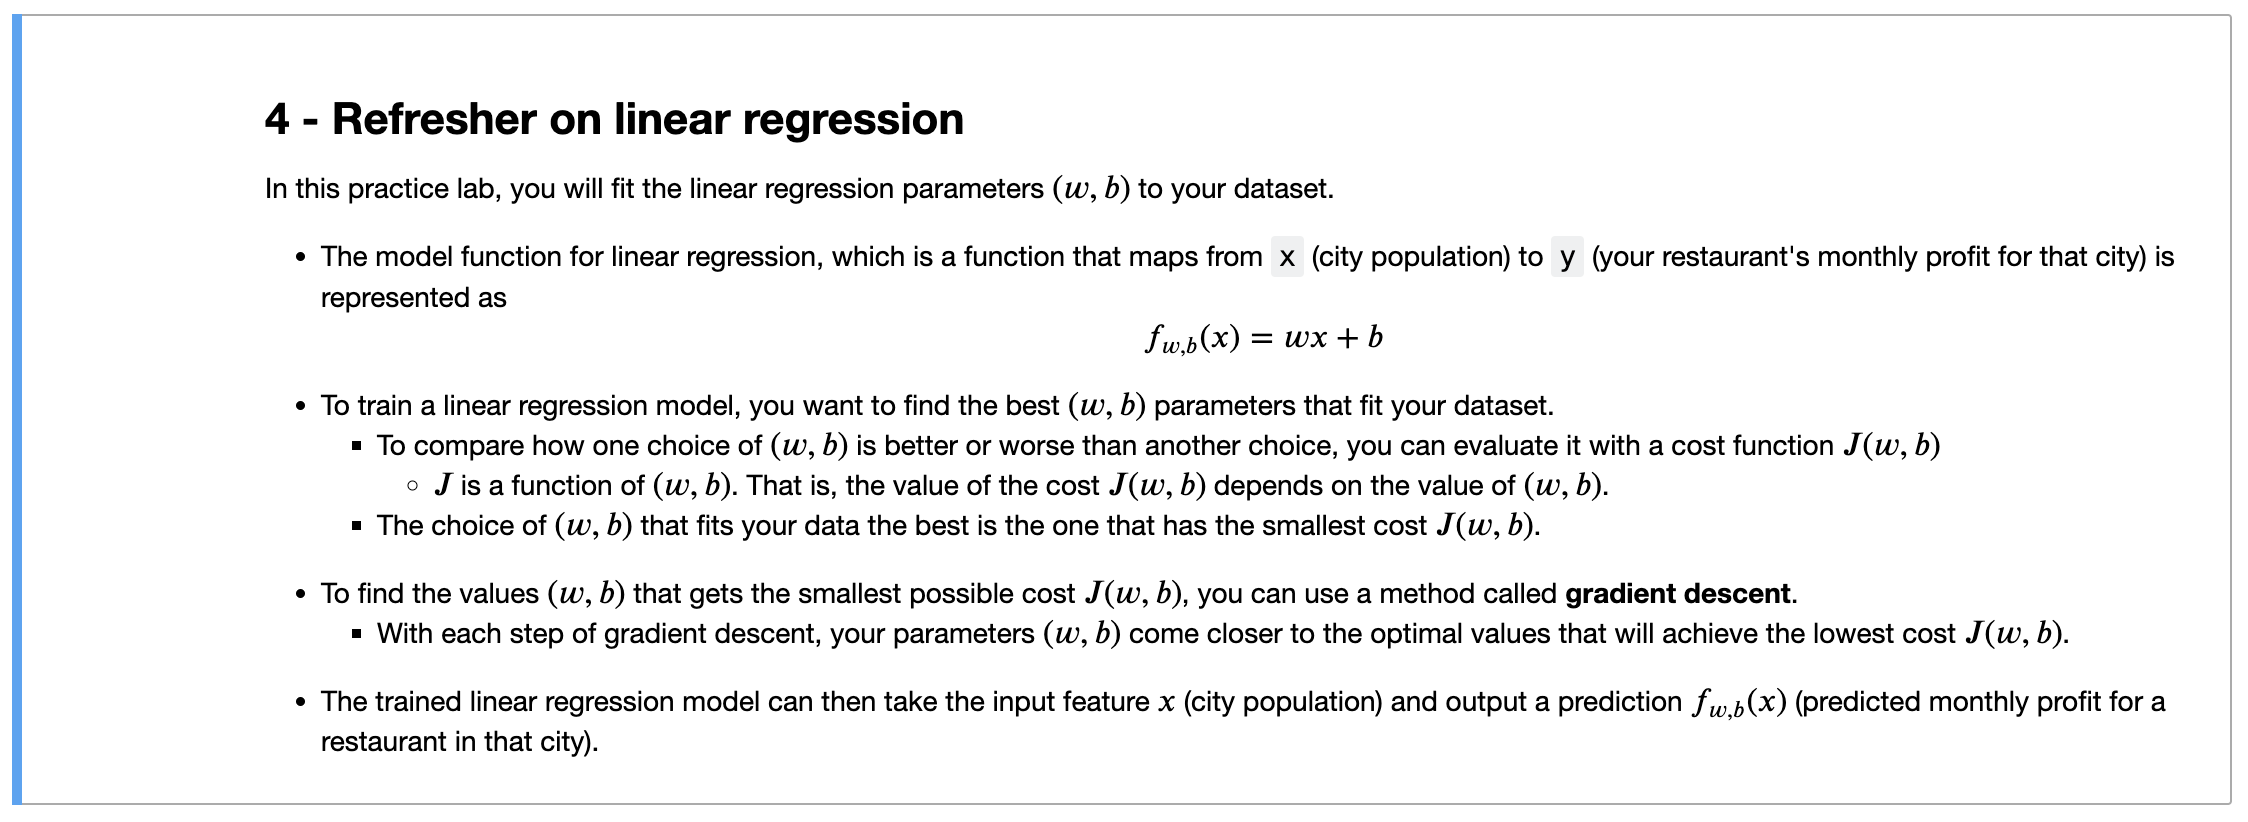 4 - Refresher on linear regression
In this practice lab, you will fit the linear regression parameters (w, b) to your dataset.
• The model function for linear regression, which is a function that maps from x (city population) to y (your restaurant's monthly profit for that city) is
represented as
f_{w,b}(x) = wx + b
• To train a linear regression model, you want to find the best (w, b) parameters that fit your dataset.
▪ To compare how one choice of (w, b) is better or worse than another choice, you can evaluate it with a cost function J(w, b)
◦ J is a function of (w, b). That is, the value of the cost J(w, b) depends on the value of (w, b).
▪ The choice of (w, b) that fits your data the best is the one that has the smallest cost J(w, b).
• To find the values (w, b) that gets the smallest possible cost J(w, b), you can use a method called gradient descent.
▪ With each step of gradient descent, your parameters (w, b) come closer to the optimal values that will achieve the lowest cost J(w, b).
• The trained linear regression model can then take the input feature x (city population) and output a prediction f_{w,b}(x) (predicted monthly profit for a
restaurant in that city).